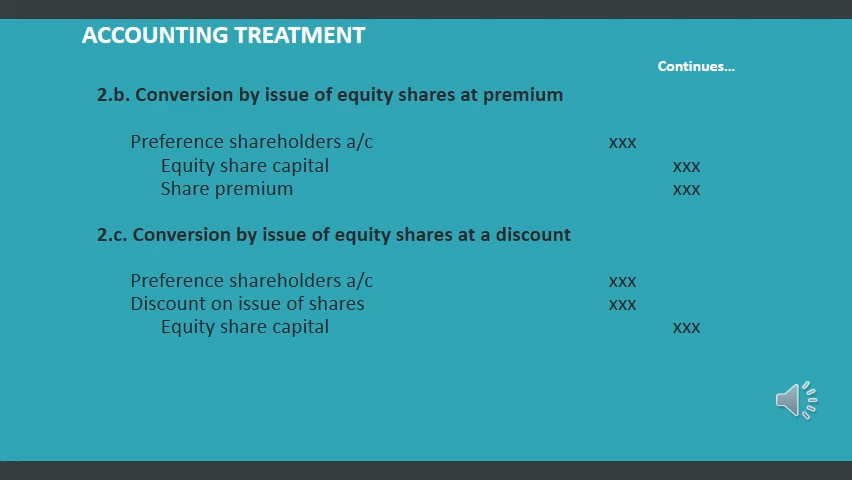 ACCOUNTING TREATMENT
Continues...
2.b. Conversion by issue of equity shares at premium
Preference shareholders a/c xxx
Equity share capital xxx
Share premium xxx
2.c. Conversion by issue of equity shares at a discount
Preference shareholders a/c xxx
Discount on issue of shares xxx
Equity share capital xxx